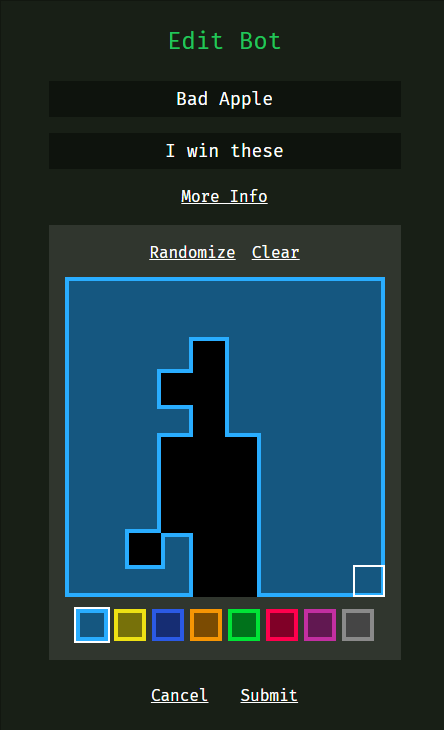 Edit Bot
Bad Apple
I win these
More Info
Randomize Clear
Cancel Submit